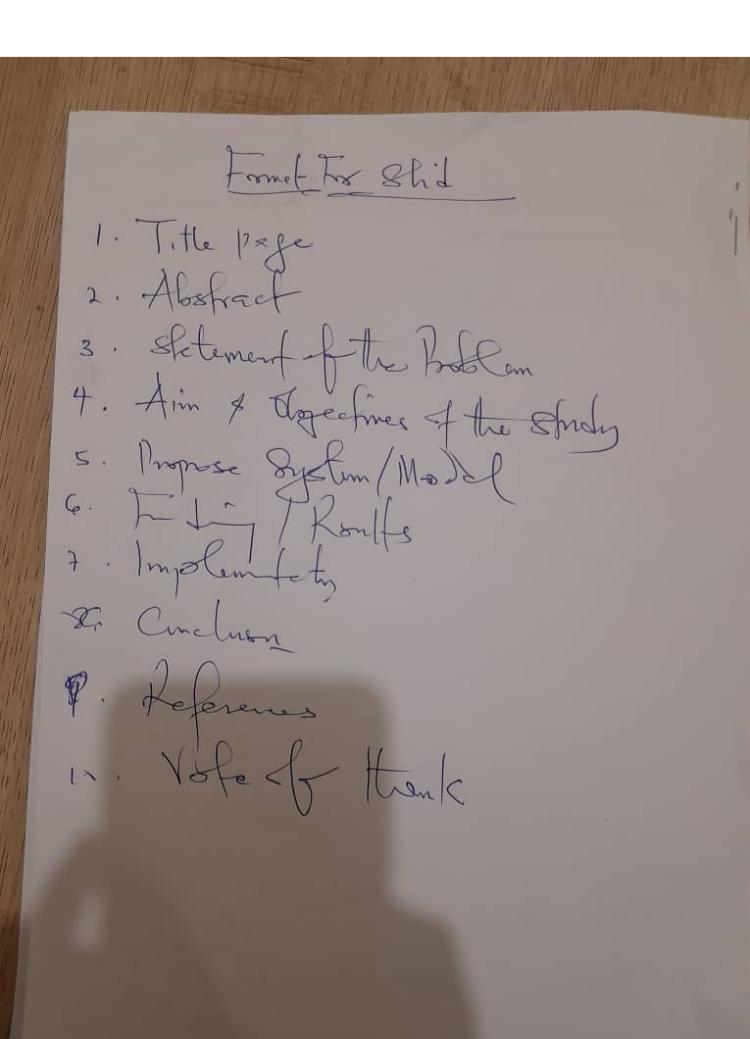 Format For Slid
1. Title page
2. Abstract
3. Statement of the Problem
4. Aim & Objectives of the study
5. Propose System/Model
6. Finding / Results
7. Implementatn
8. Conclusion
9. References
10. Vote of thank